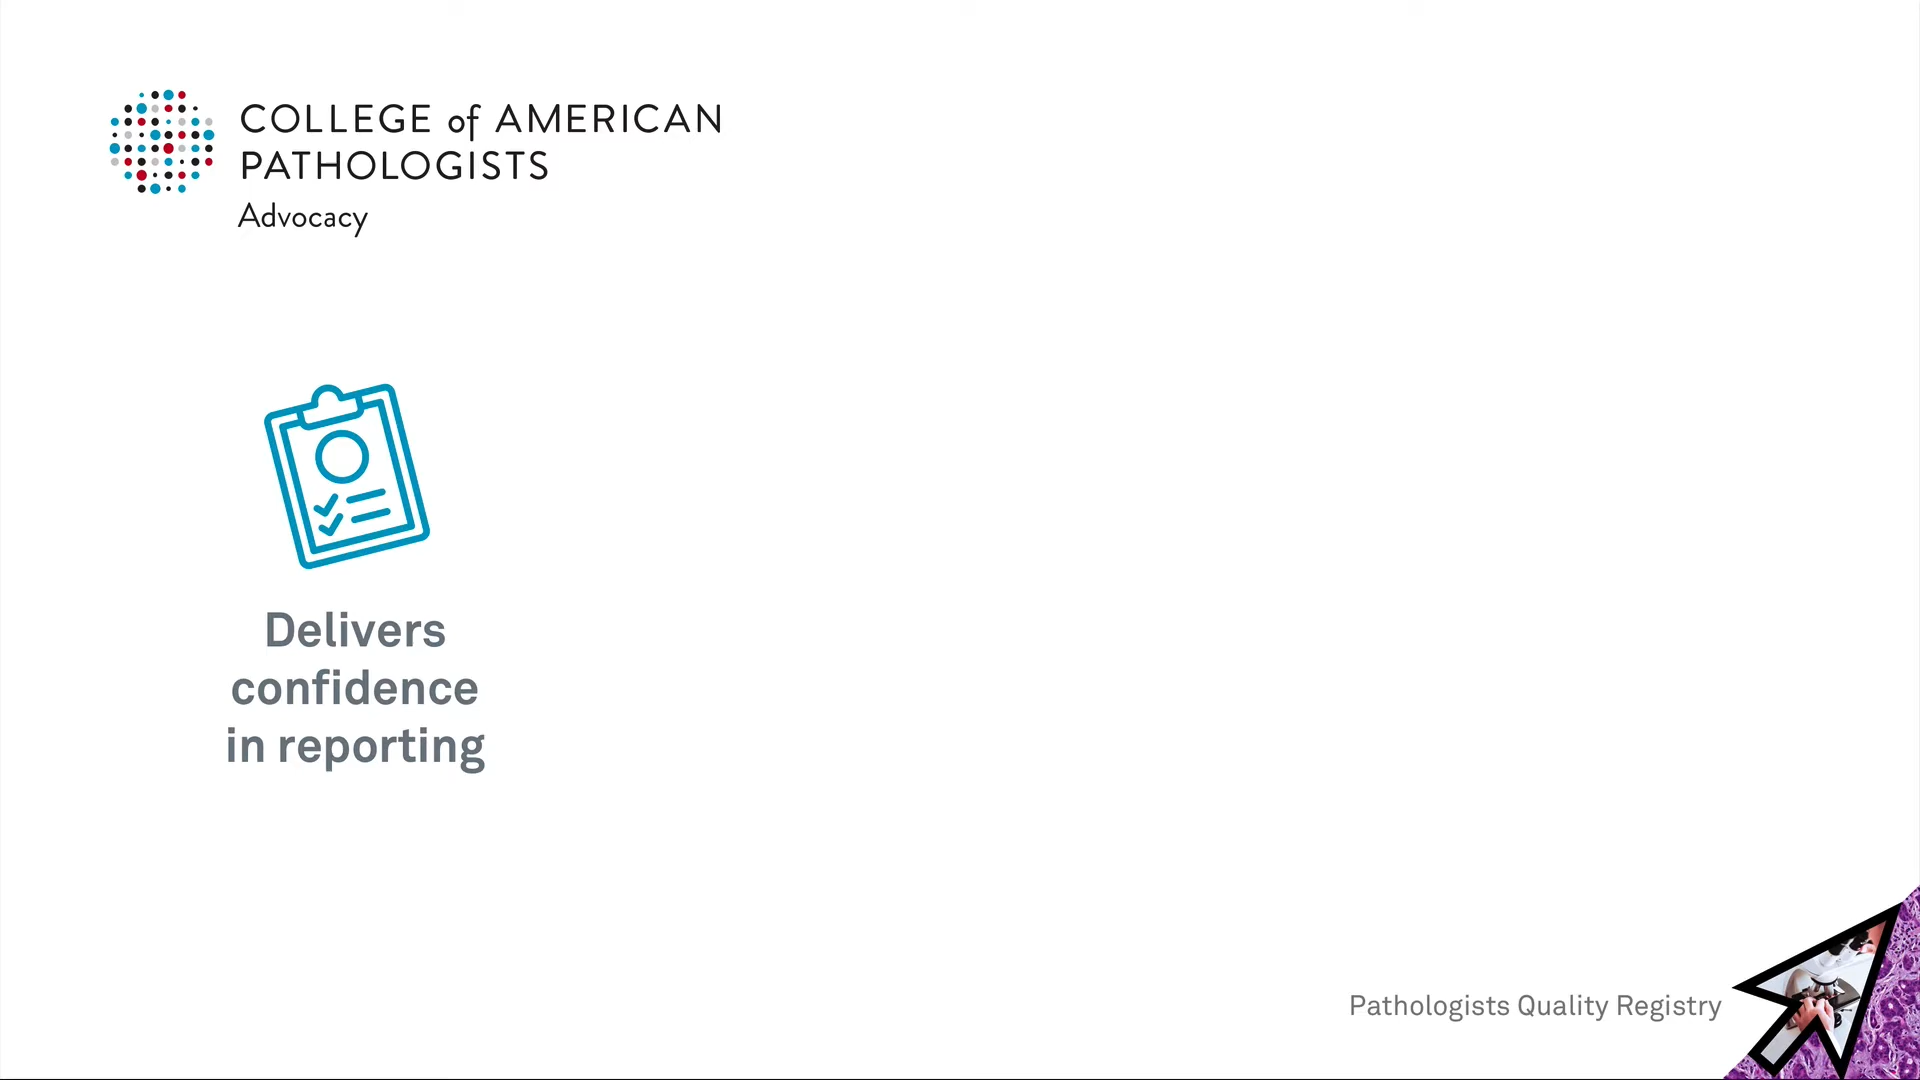 COLLEGE of AMERICAN
PATHOLOGISTS
Advocacy
Delivers
confidence
in reporting
Pathologists Quality Registry